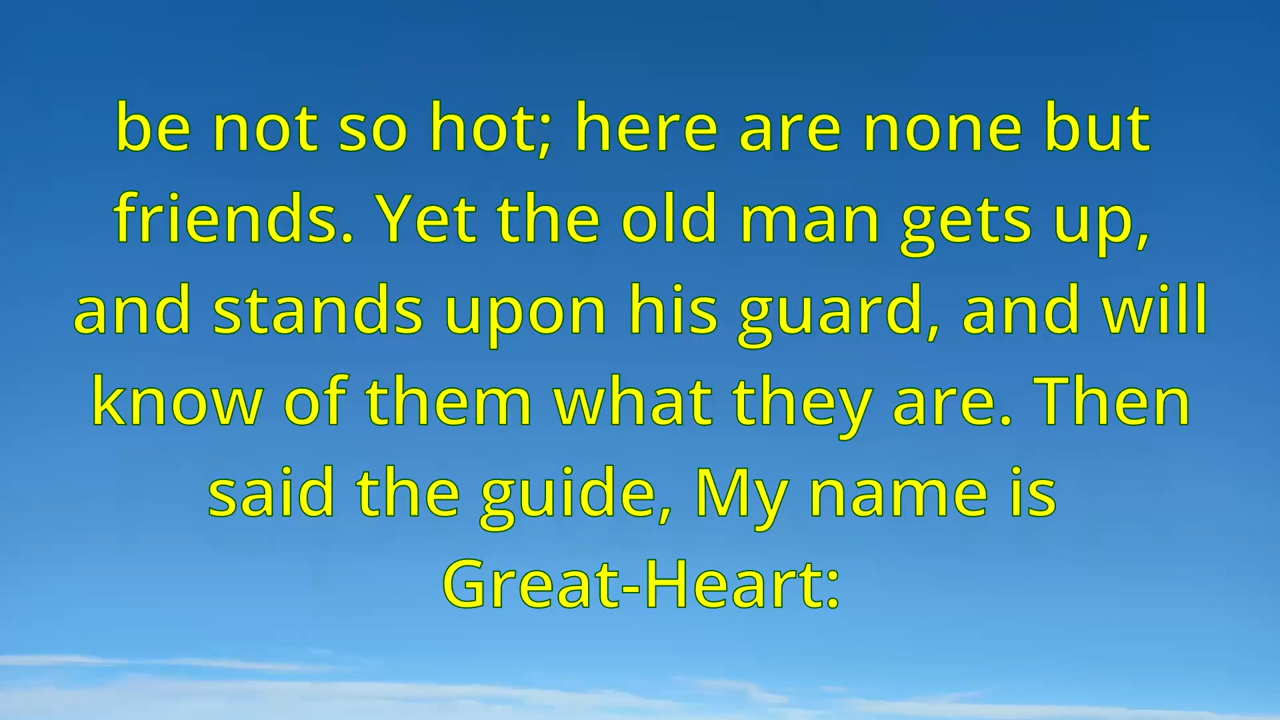 be not so hot; here are none but
friends. Yet the old man gets up,
and stands upon his guard, and will
know of them what they are. Then
said the guide, My name is
Great-Heart: